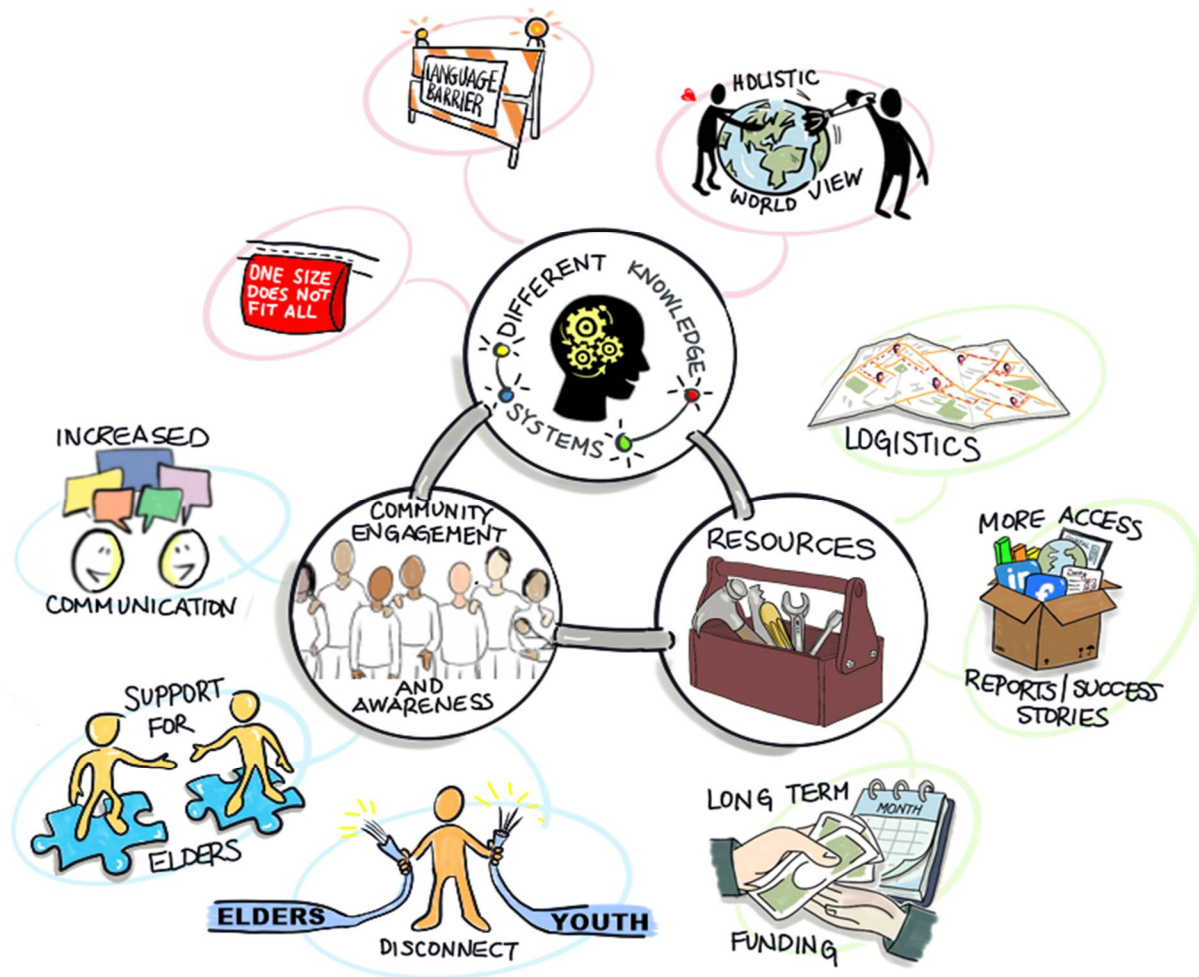 LANGUAGE
BARRIER
HOLISTIC
WORLD VIEW
ONE SIZE
DOES NOT
FIT ALL
DIFFERENT KNOWLEDGE
SYSTEMS
LOGISTICS
INCREASED
COMMUNICATION
COMMUNITY
ENGAGEMENT
AND
AWARENESS
RESOURCES
MORE ACCESS
in
f
REPORTS/SUCCESS
STORIES
SUPPORT
FOR
ELDERS
ELDERS
YOUTH
DISCONNECT
LONG TERM
MONTH
FUNDING